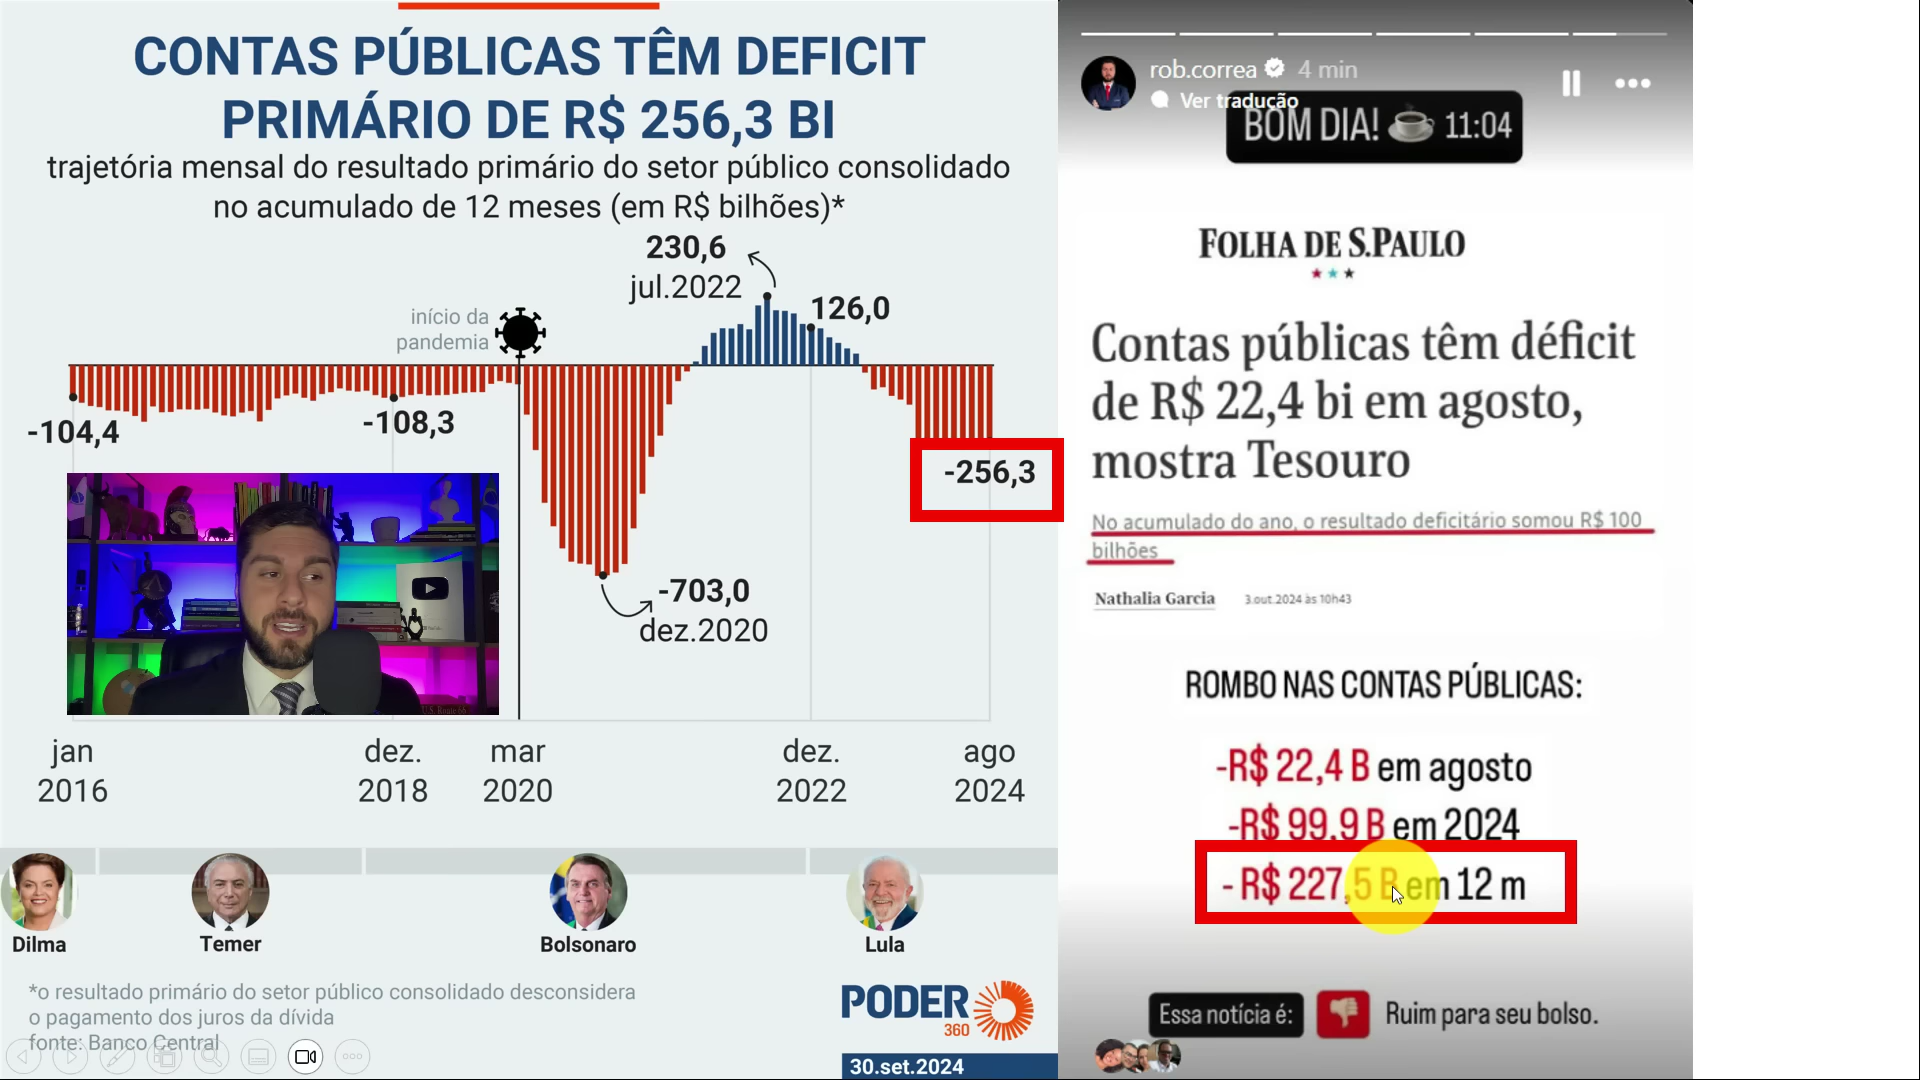 CONTAS PÚBLICAS TÊM DEFICIT
PRIMÁRIO DE R$ 256,3 BI
trajetória mensal do resultado primário do setor público consolidado
no acumulado de 12 meses (em R$ bilhões)*
230,6
jul.2022
126,0
início da
pandemia
-104,4
-108,3
-256,3
-703,0
dez.2020
jan
2016
dez.
2018
mar
2020
dez.
2022
ago
2024
Dilma
Temer
Bolsonaro
Lula
*o resultado primário do setor público consolidado desconsidera
o pagamento dos juros da dívida
fonte: Banco Central
PODER
360
30.set.2024
rob.correa 4 min
Ver tradução
BOM DIA! 11:04
FOLHA DE S.PAULO
Contas públicas têm déficit
de R$ 22,4 bi em agosto,
mostra Tesouro
No acumulado do ano, o resultado deficitário somou R$ 100
bilhões
Nathalia Garcia 3.out.2024 às 10h43
ROMBO NAS CONTAS PÚBLICAS:
-R$ 22,4 B em agosto
-R$ 99,9 B em 2024
- R$ 227,5 B em 12 m
Essa notícia é: Ruim para seu bolso.